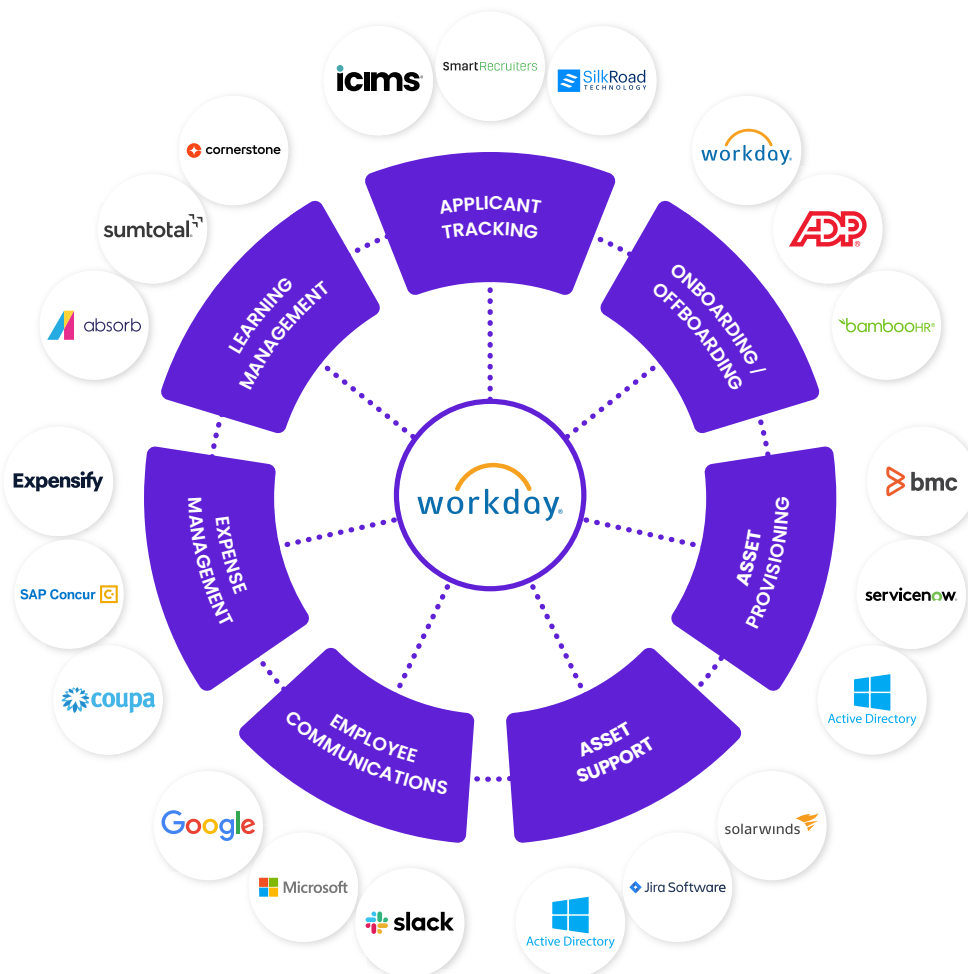 icims
SmartRecruiters
SilkRoad
TECHNOLOGY
workday®
ADP®
bambooHR®
bmc
servicenow®
Active Directory
solarwinds
Jira Software
Active Directory
slack
Microsoft
Google
coupa
SAP Concur C
Expensify
absorb
sumtotal
cornerstone
APPLICANT
TRACKING
ONBOARDING /
OFFBOARDING
ASSET
PROVISIONING
ASSET
SUPPORT
EMPLOYEE
COMMUNICATIONS
EXPENSE
MANAGEMENT
LEARNING
MANAGEMENT
workday®